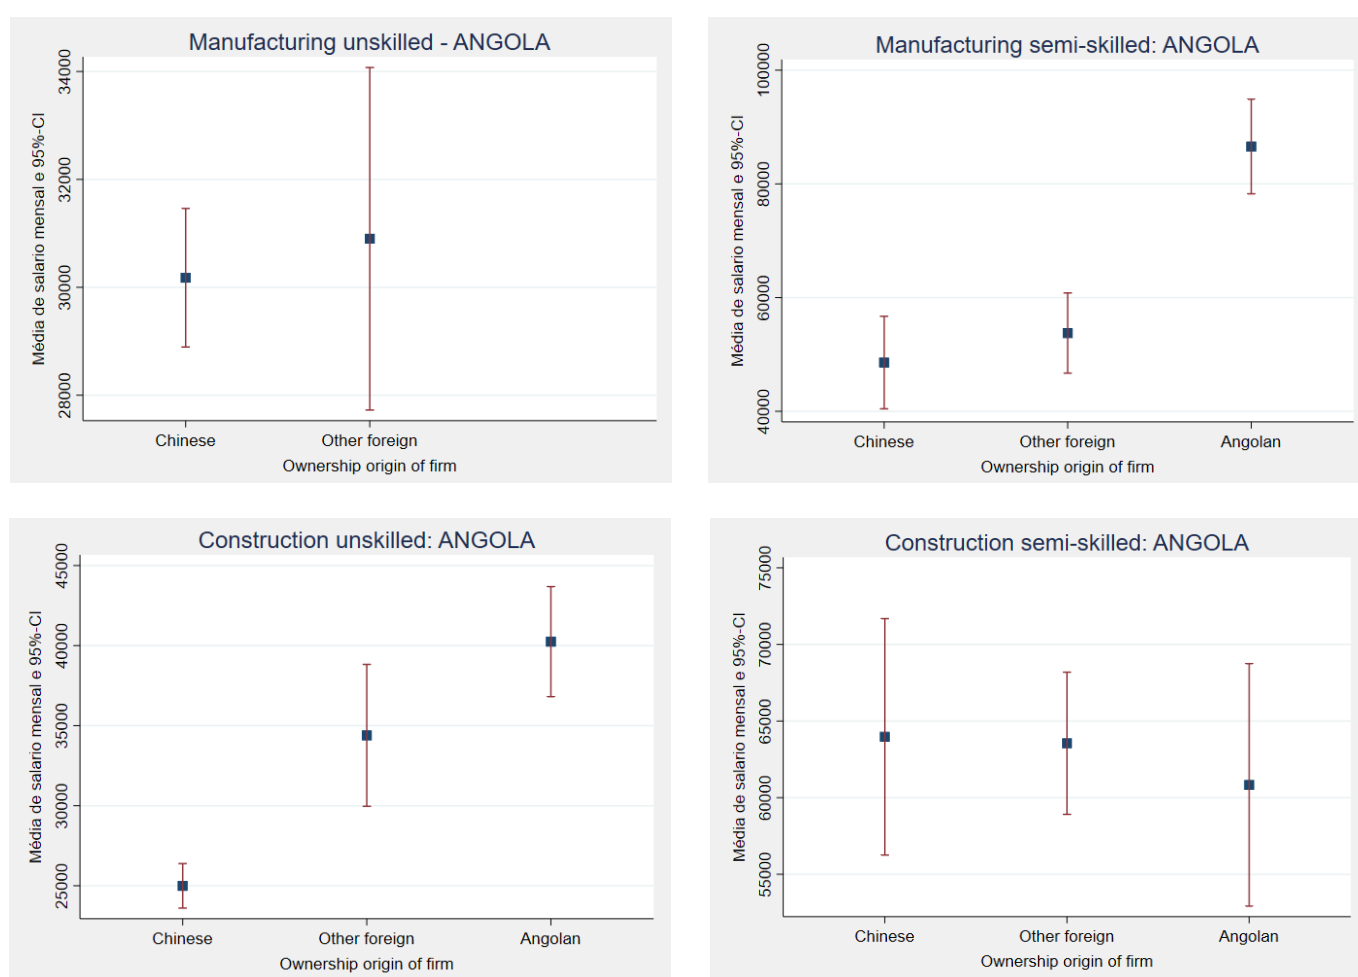 Manufacturing unskilled - ANGOLA
Média de salario mensal e 95%-CI
34000
32000
30000
28000
Chinese
Other foreign
Ownership origin of firm
Manufacturing semi-skilled: ANGOLA
Média de salario mensal e 95%-CI
100000
80000
60000
40000
Chinese
Other foreign
Angolan
Ownership origin of firm
Construction unskilled: ANGOLA
Média de salario mensal e 95%-CI
45000
40000
35000
30000
25000
Chinese
Other foreign
Angolan
Ownership origin of firm
Construction semi-skilled: ANGOLA
Média de salario mensal e 95%-CI
75000
70000
65000
60000
55000
Chinese
Other foreign
Angolan
Ownership origin of firm